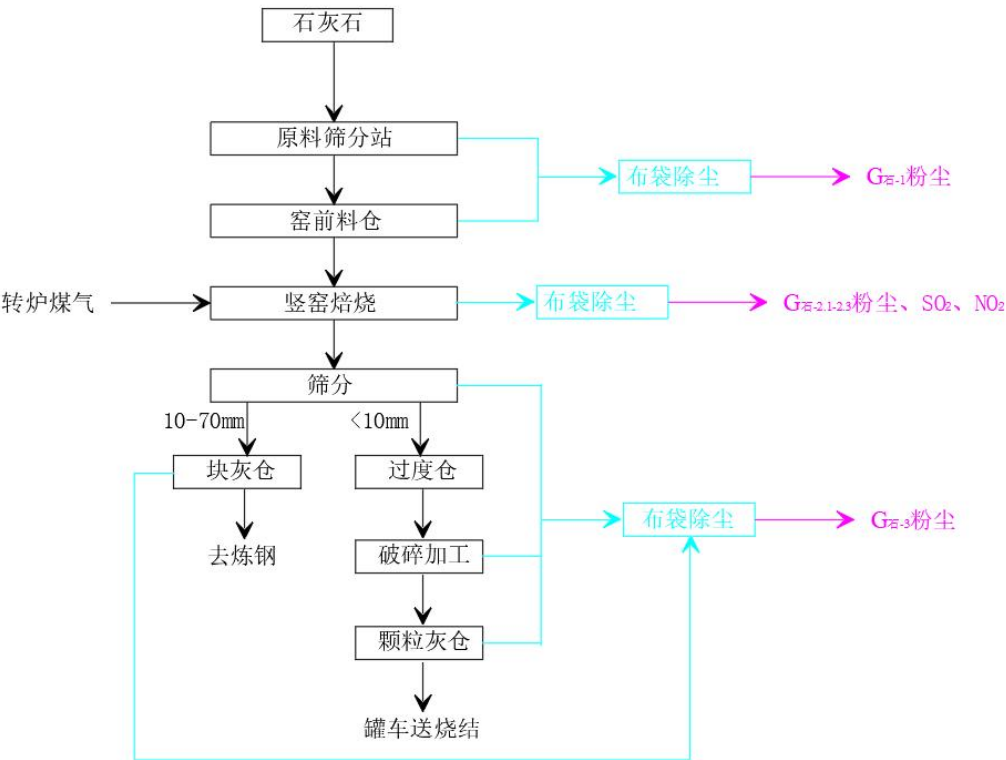 石灰石
原料筛分站
布袋除尘
G石-1粉尘
窑前料仓
转炉煤气
竖窑焙烧
布袋除尘
G石-2.1-2.3粉尘、SO2、NO2
筛分
10-70mm
<10mm
块灰仓
过度仓
布袋除尘
G石-3粉尘
去炼钢
破碎加工
颗粒灰仓
罐车送烧结